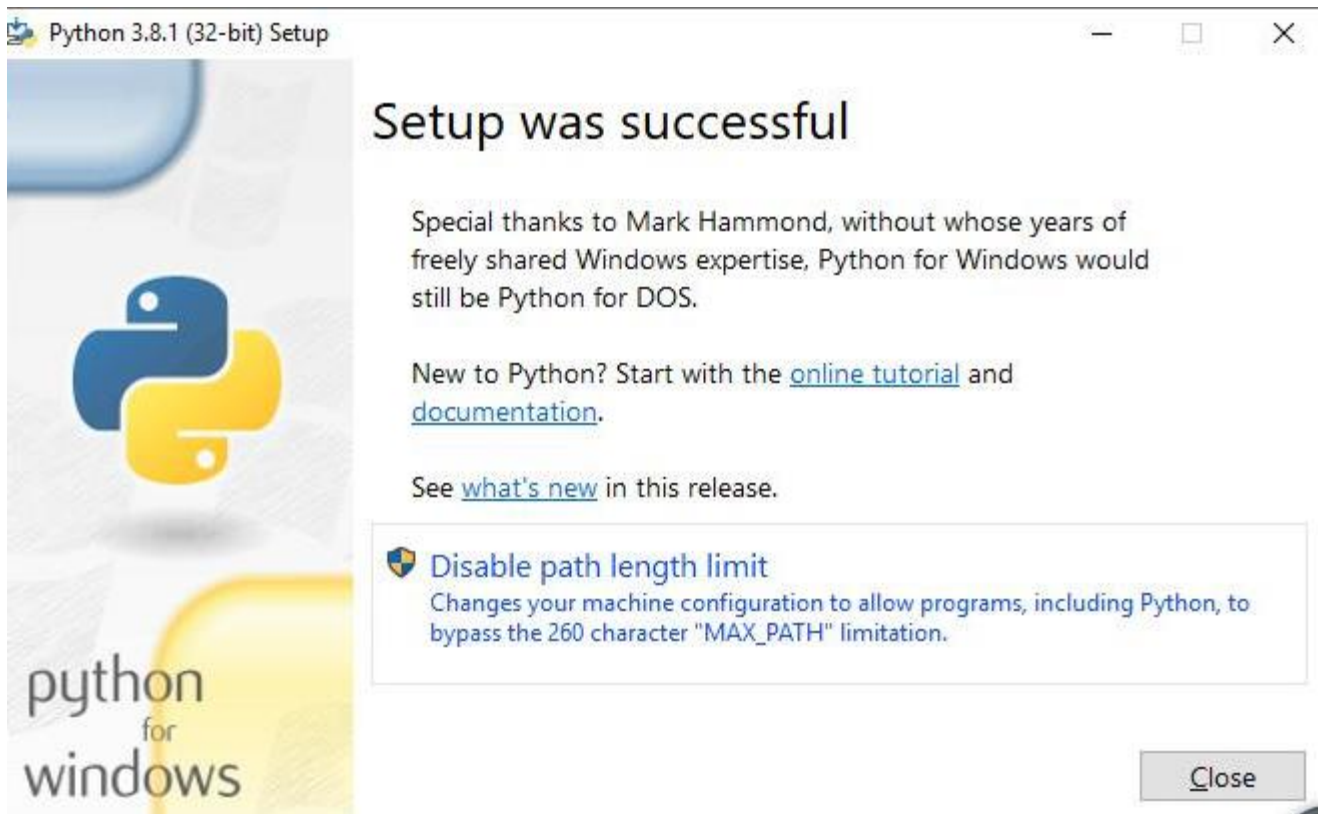 Python 3.8.1 (32-bit) Setup
Setup was successful
Special thanks to Mark Hammond, without whose years of
freely shared Windows expertise, Python for Windows would
still be Python for DOS.
New to Python? Start with the online tutorial and
documentation.
See what's new in this release.
Disable path length limit
Changes your machine configuration to allow programs, including Python, to
bypass the 260 character "MAX_PATH" limitation.
python
for
windows
Close